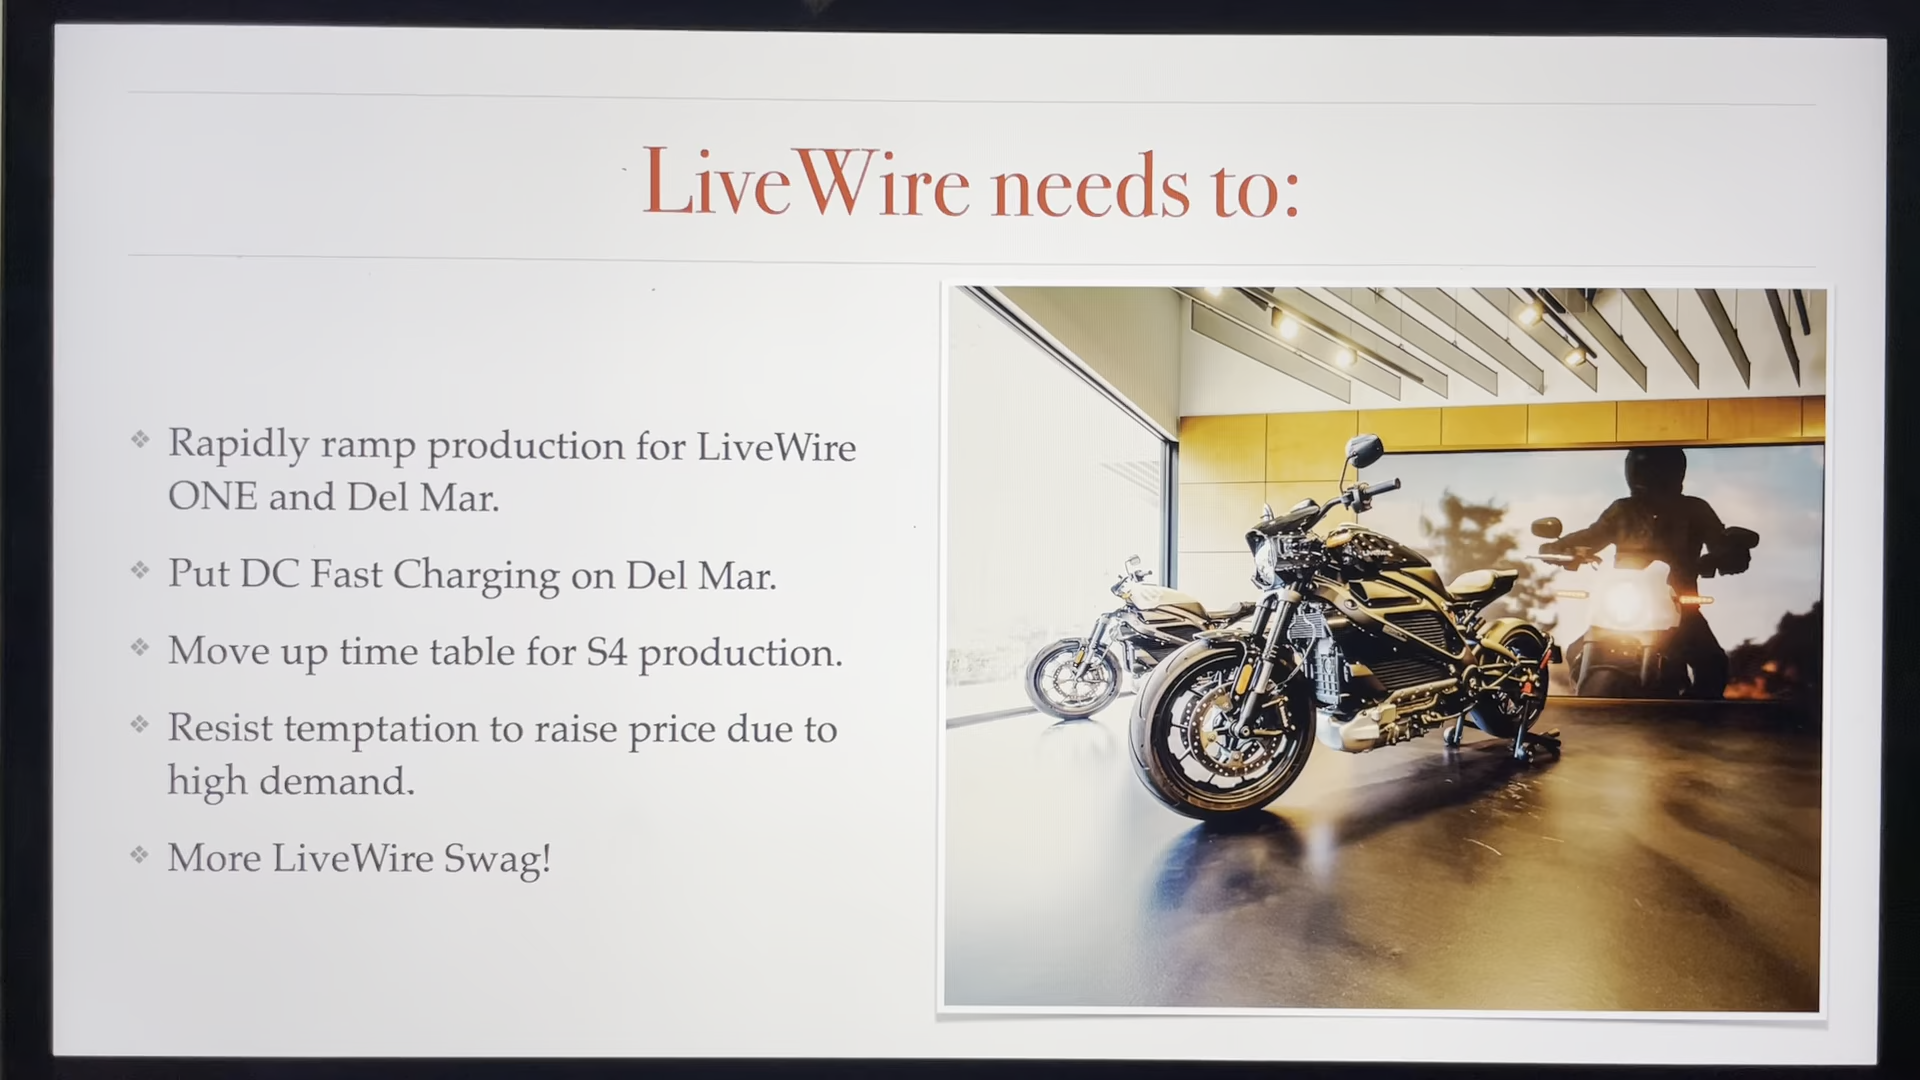 LiveWire needs to:
❖ Rapidly ramp production for LiveWire
ONE and Del Mar.
❖ Put DC Fast Charging on Del Mar.
❖ Move up time table for S4 production.
❖ Resist temptation to raise price due to
high demand.
❖ More LiveWire Swag!
LiveWire